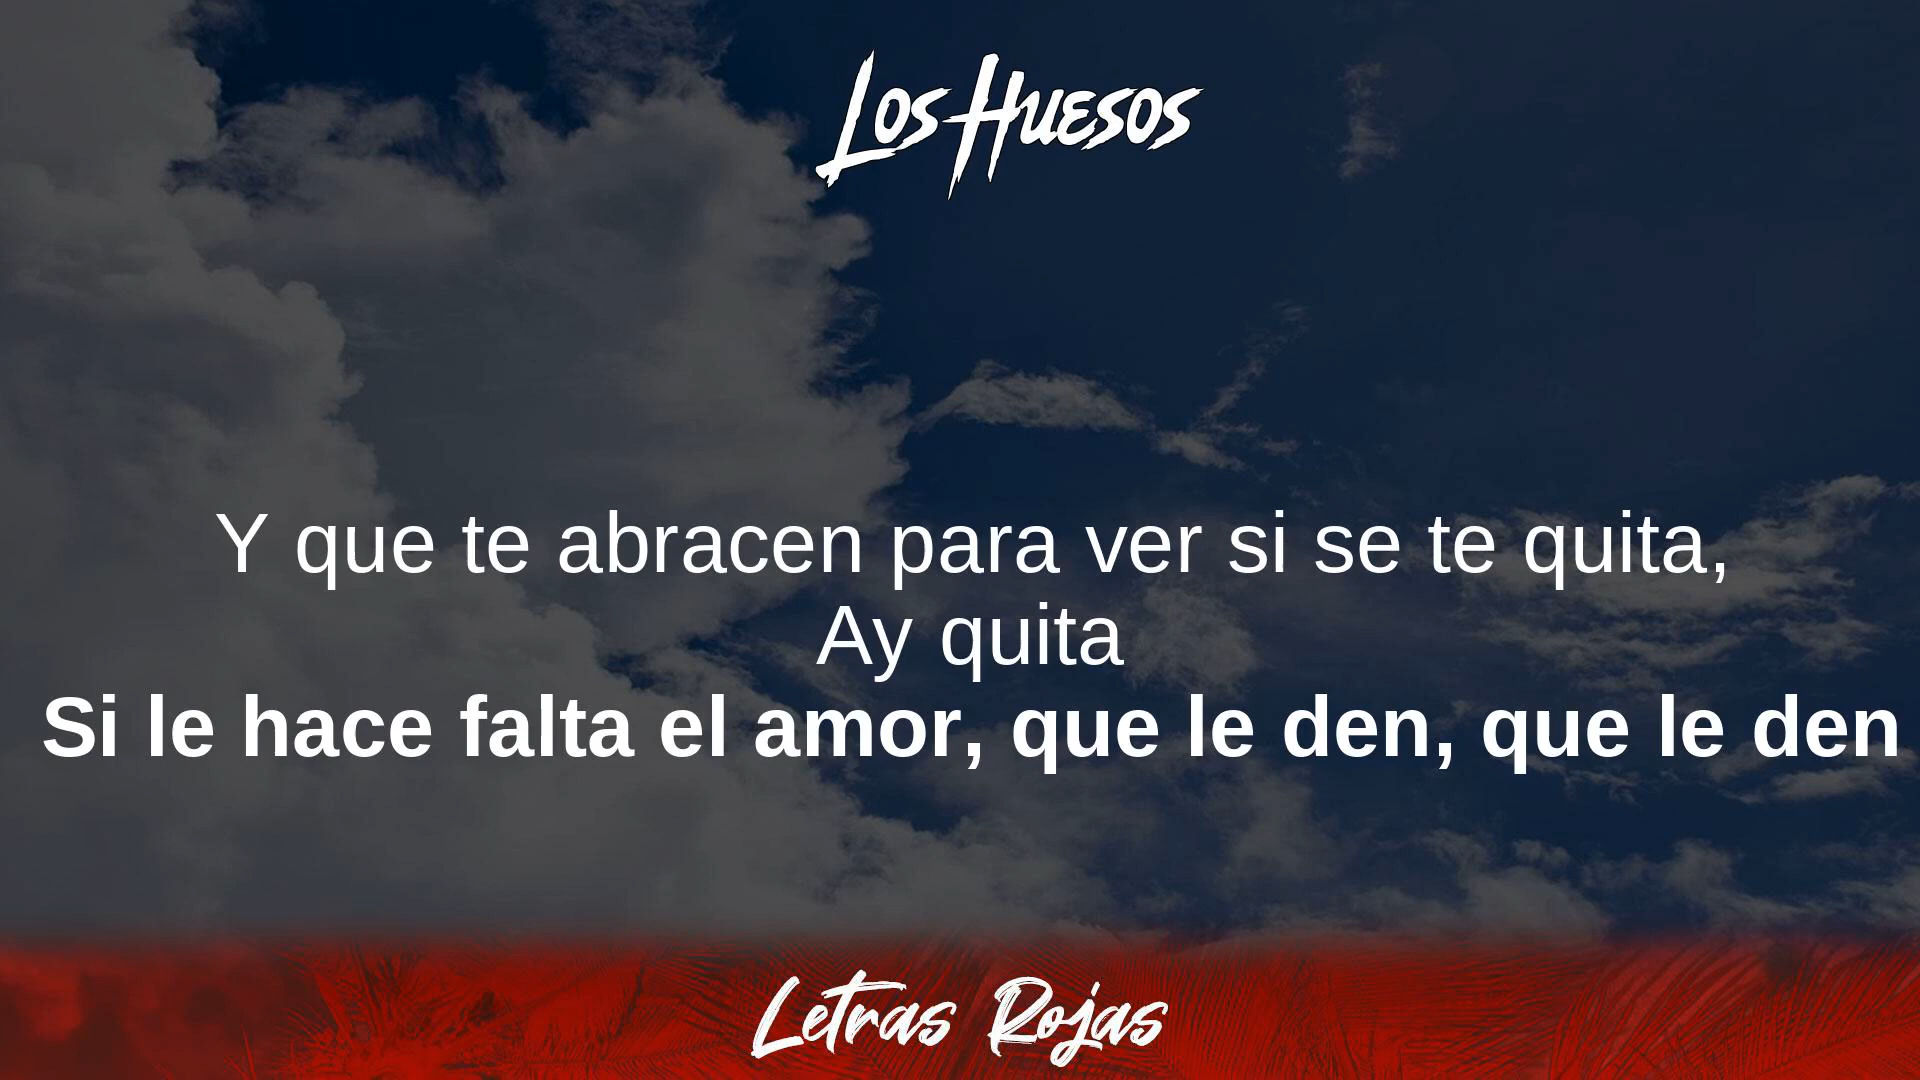 Los Huesos
Y que te abracen para ver si se te quita,
Ay quita
Si le hace falta el amor, que le den, que le den
Letras Rojas